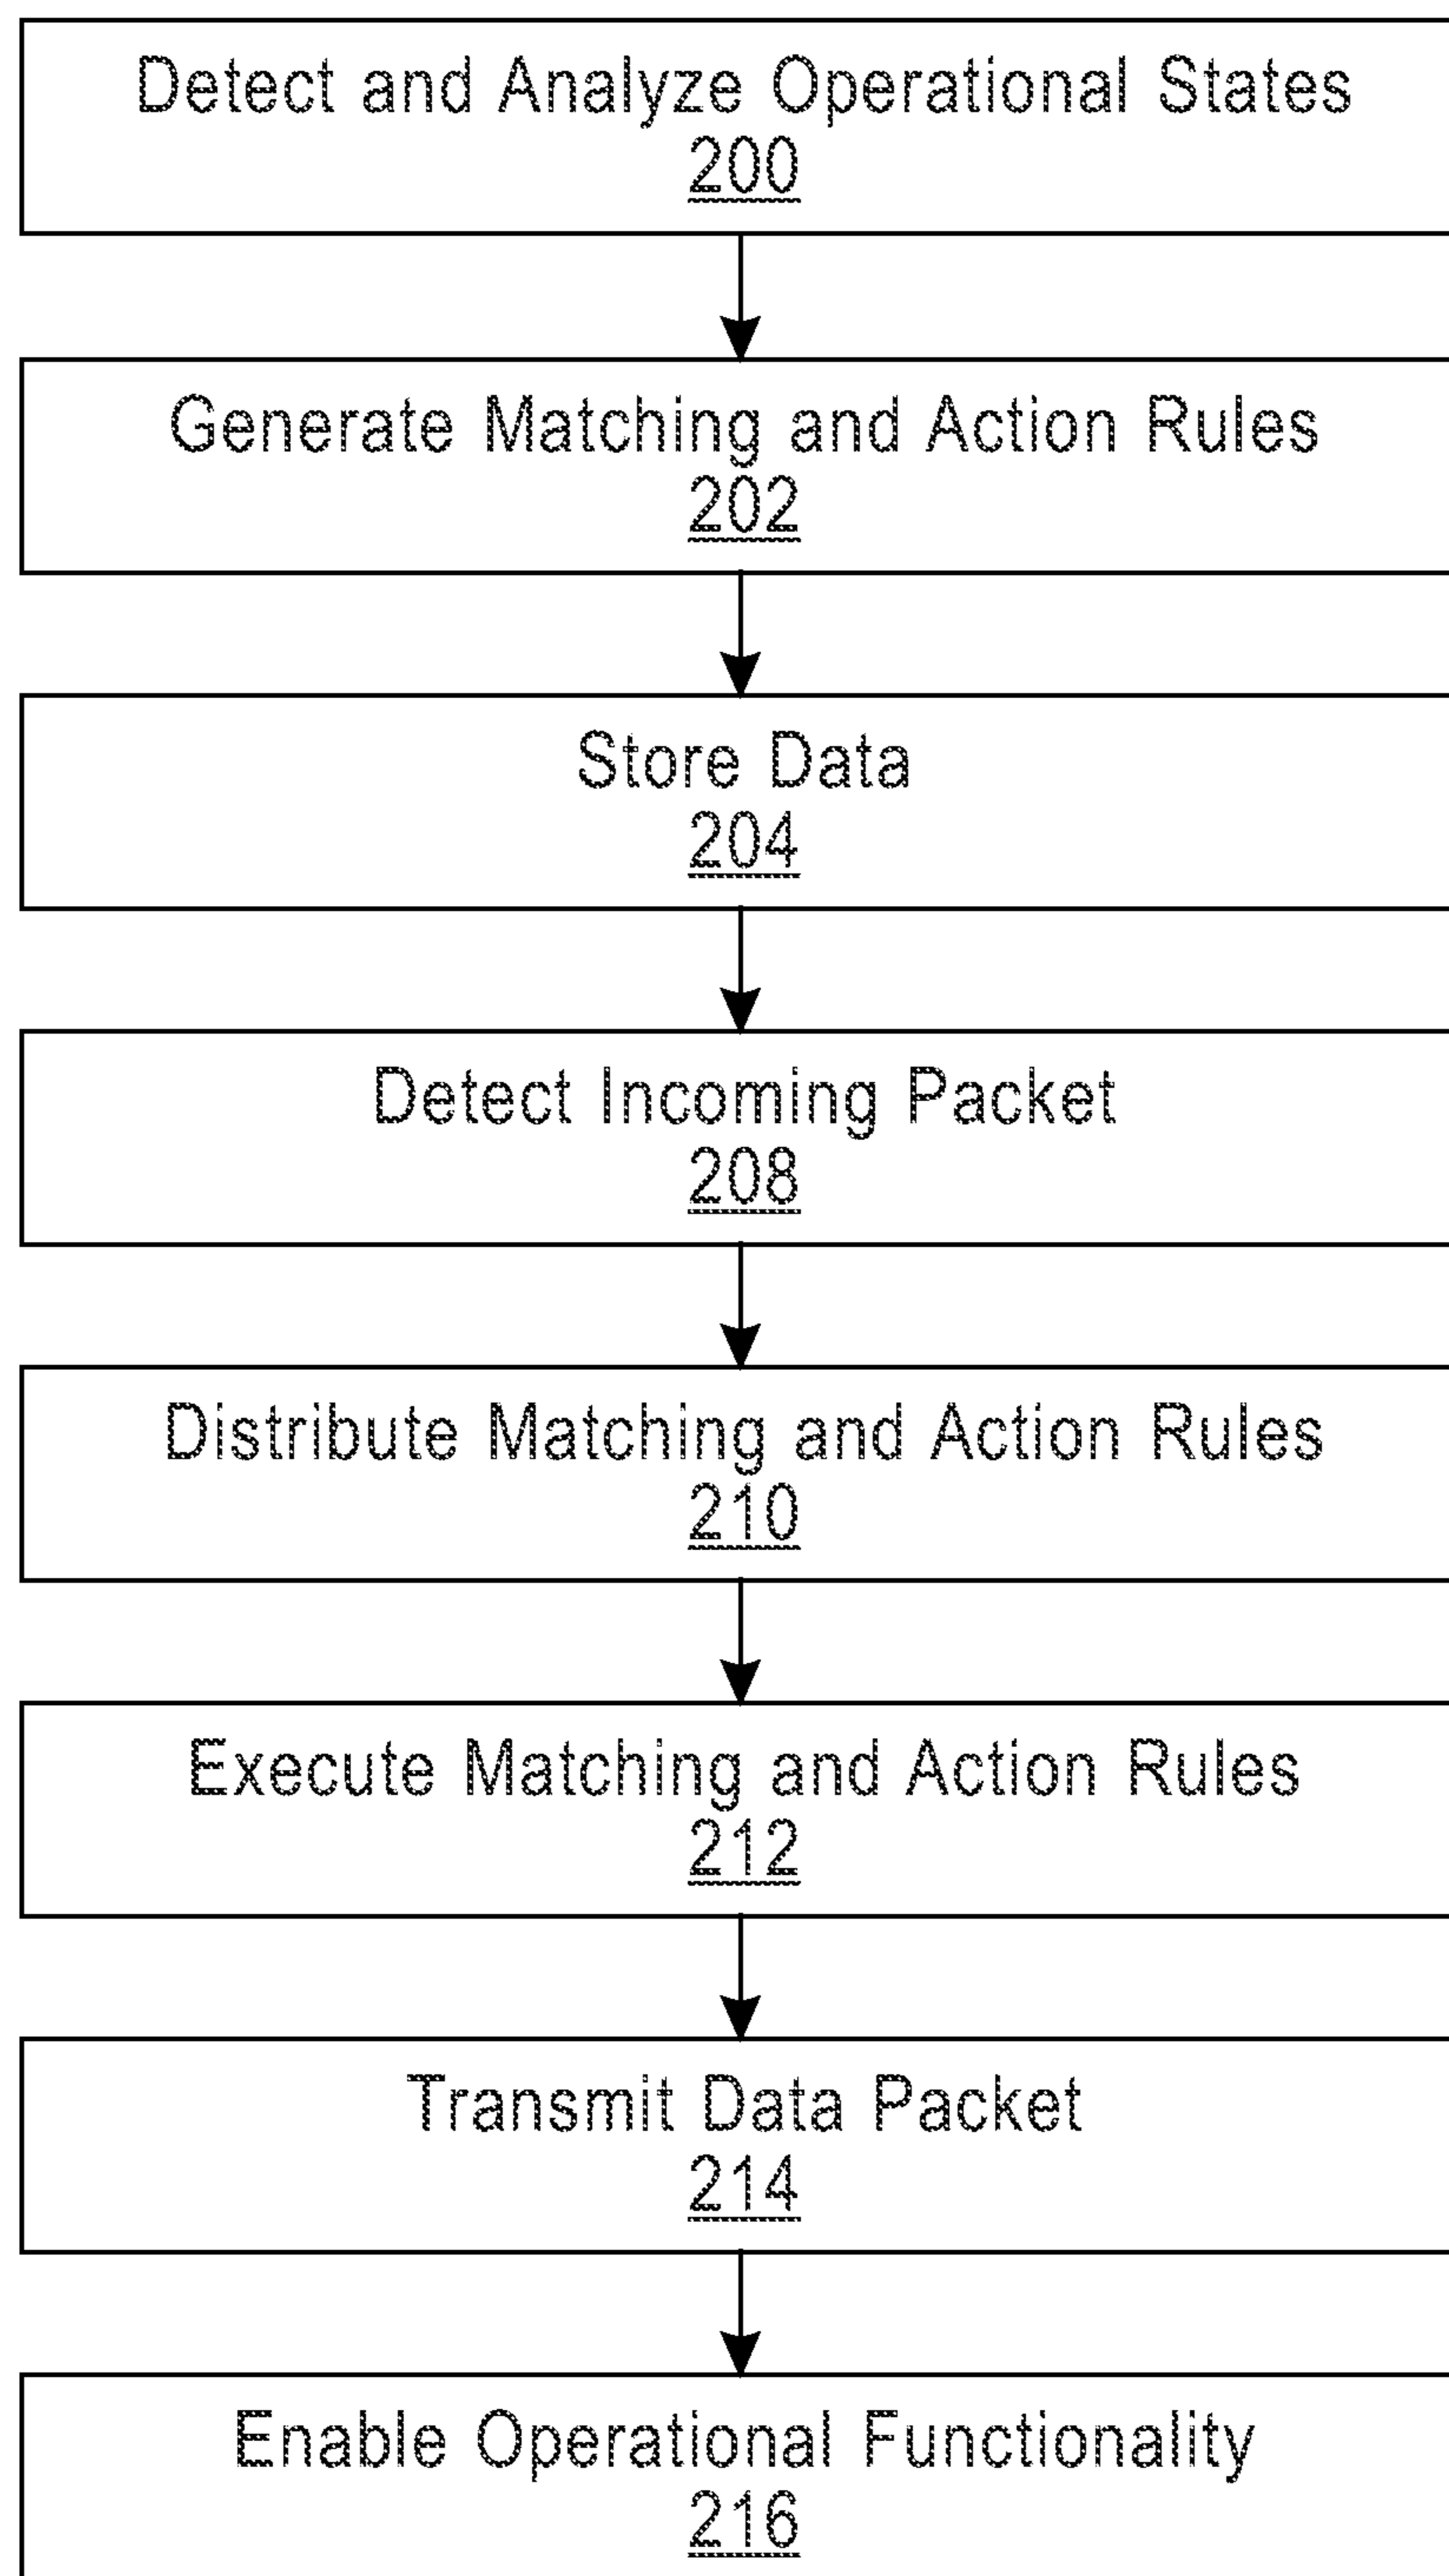 Detect and Analyze Operational States
200
Generate Matching and Action Rules
202
Store Data
204
Detect Incoming Packet
208
Distribute Matching and Action Rules
210
Execute Matching and Action Rules
212
Transmit Data Packet
214
Enable Operational Functionality
216